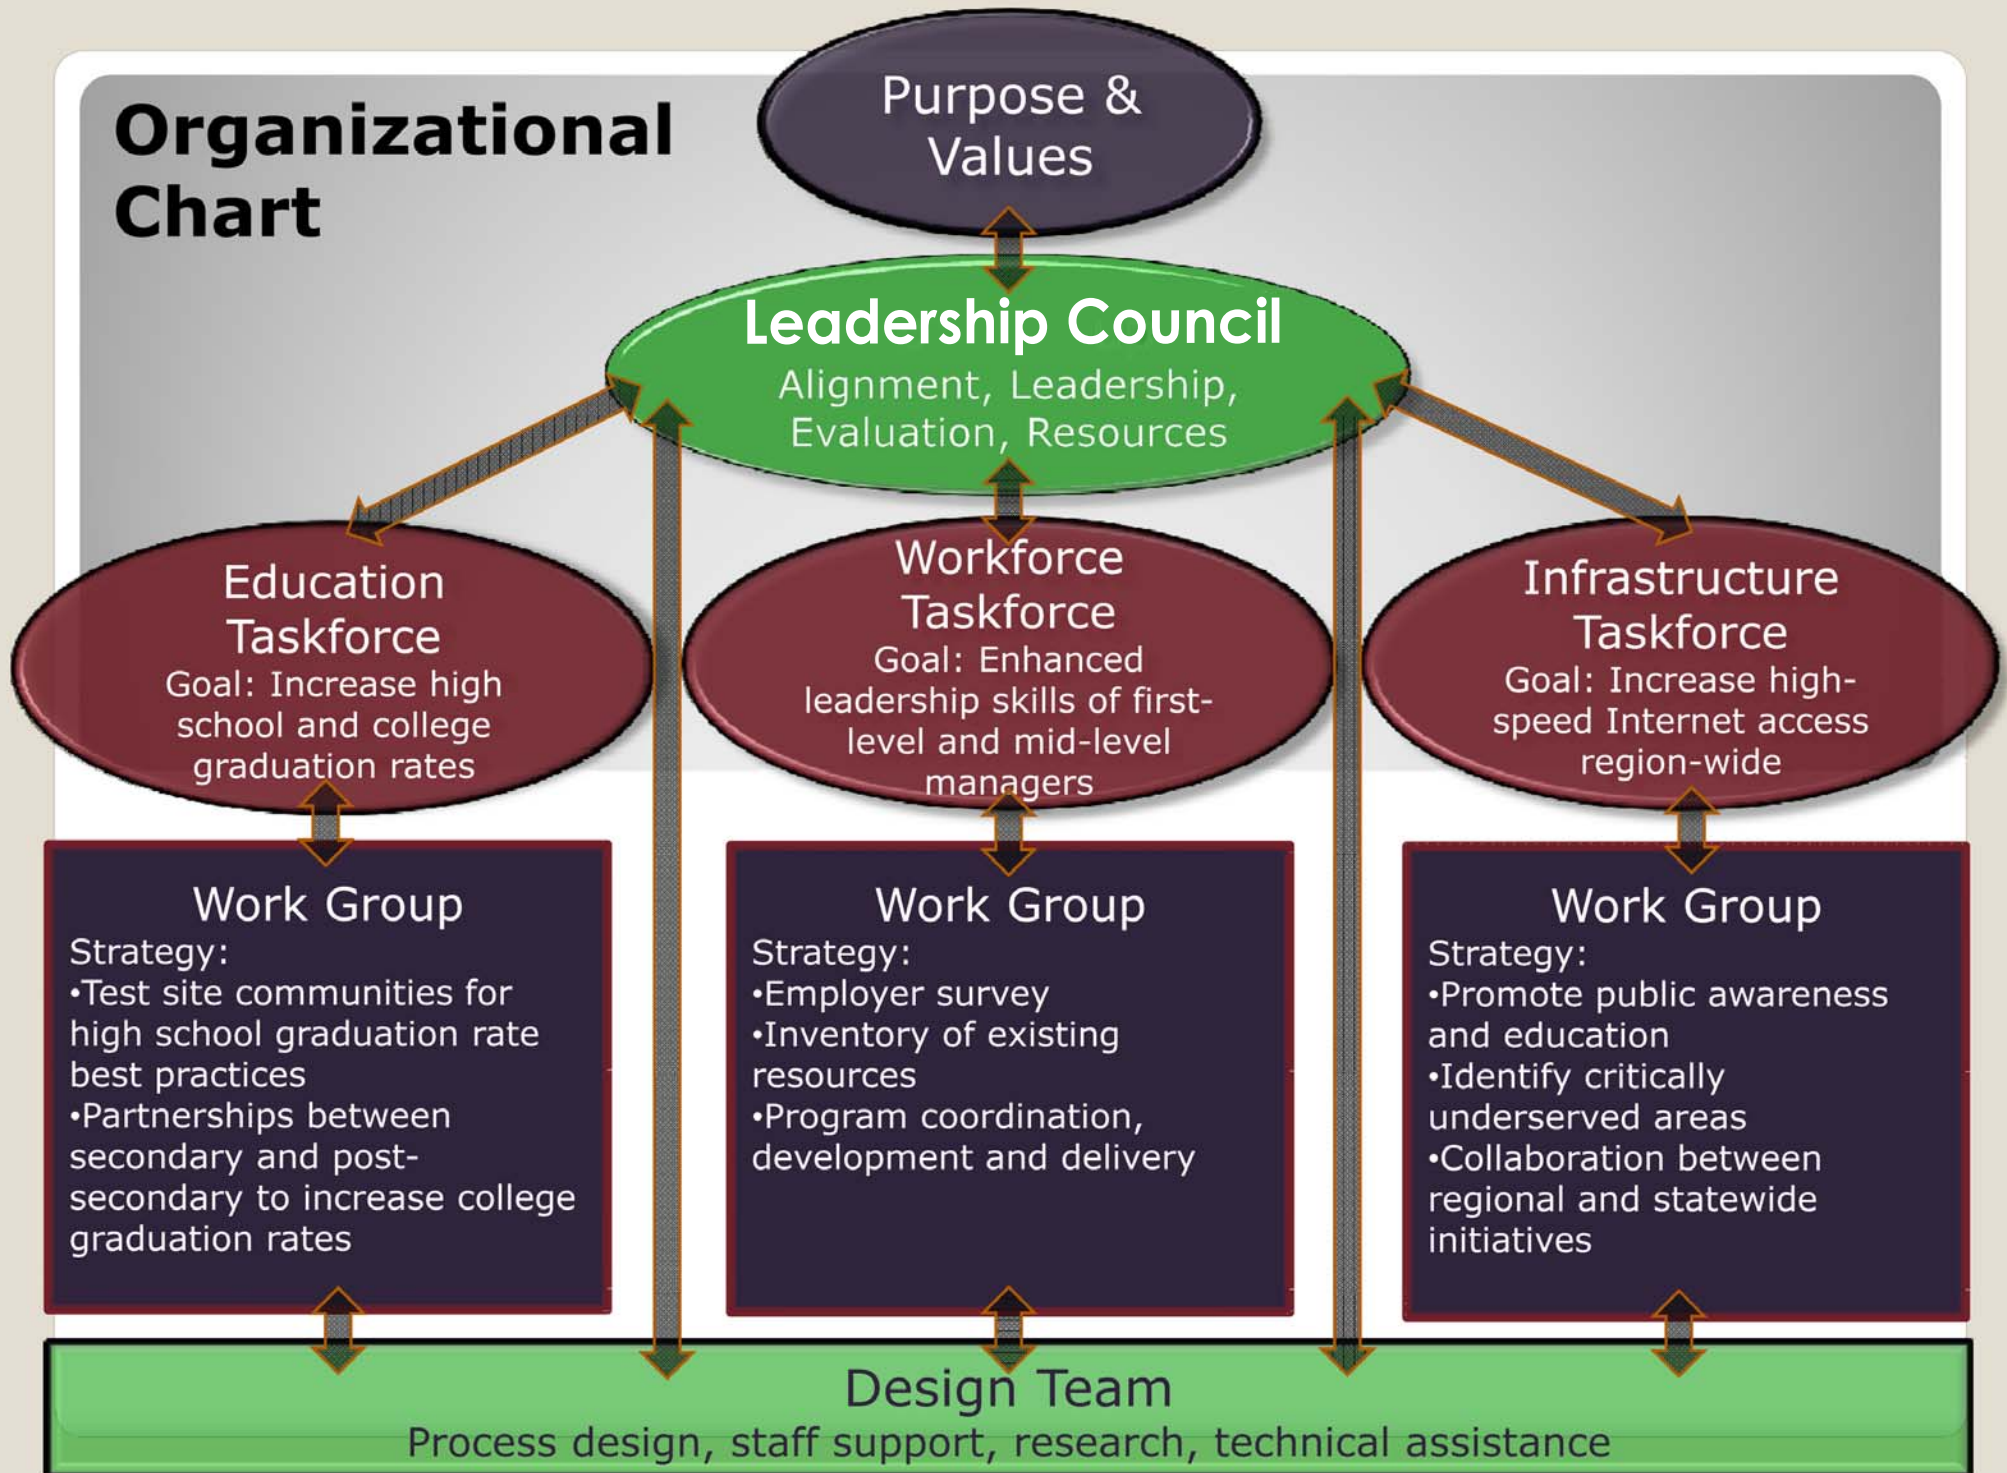 Organizational
Chart
Purpose &
Values
Leadership Council
Alignment, Leadership,
Evaluation, Resources
Education
Taskforce
Goal: Increase high
school and college
graduation rates
Workforce
Taskforce
Goal: Enhanced
leadership skills of first-
level and mid-level
managers
Infrastructure
Taskforce
Goal: Increase high-
speed Internet access
region-wide
Work Group
Strategy:
•Test site communities for
high school graduation rate
best practices
•Partnerships between
secondary and post-
secondary to increase college
graduation rates
Work Group
Strategy:
•Employer survey
•Inventory of existing
resources
•Program coordination,
development and delivery
Work Group
Strategy:
•Promote public awareness
and education
•Identify critically
underserved areas
•Collaboration between
regional and statewide
initiatives
Design Team
Process design, staff support, research, technical assistance